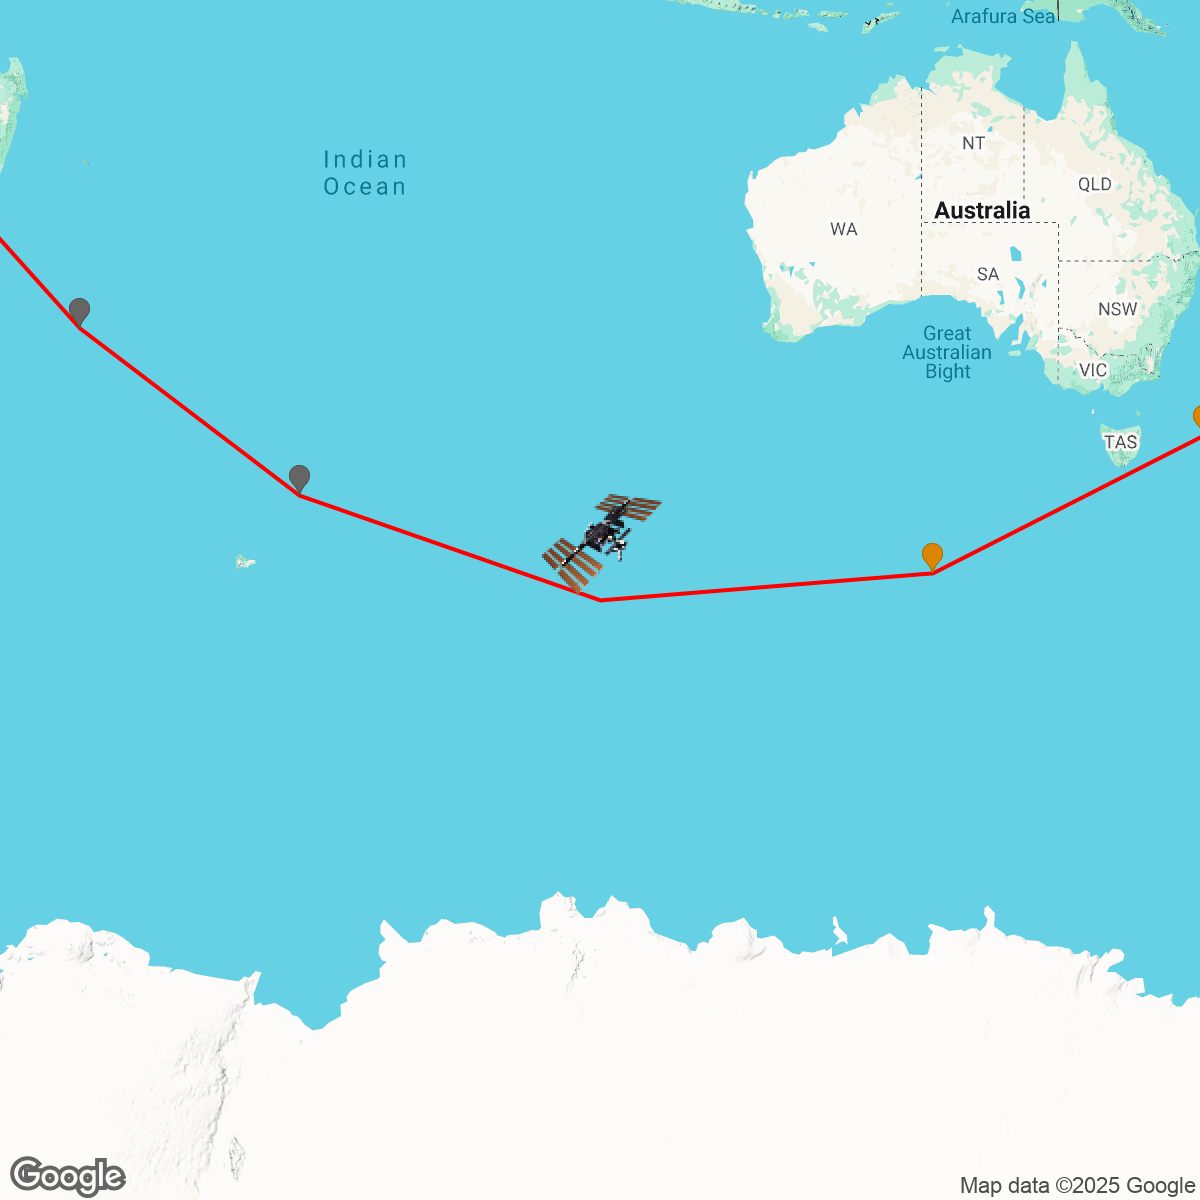 Arafura Sea
Indian
Ocean
NT
QLD
Australia
WA
SA
NSW
Great
Australian
Bight
VIC
TAS
Google
Map data ©2025 Google